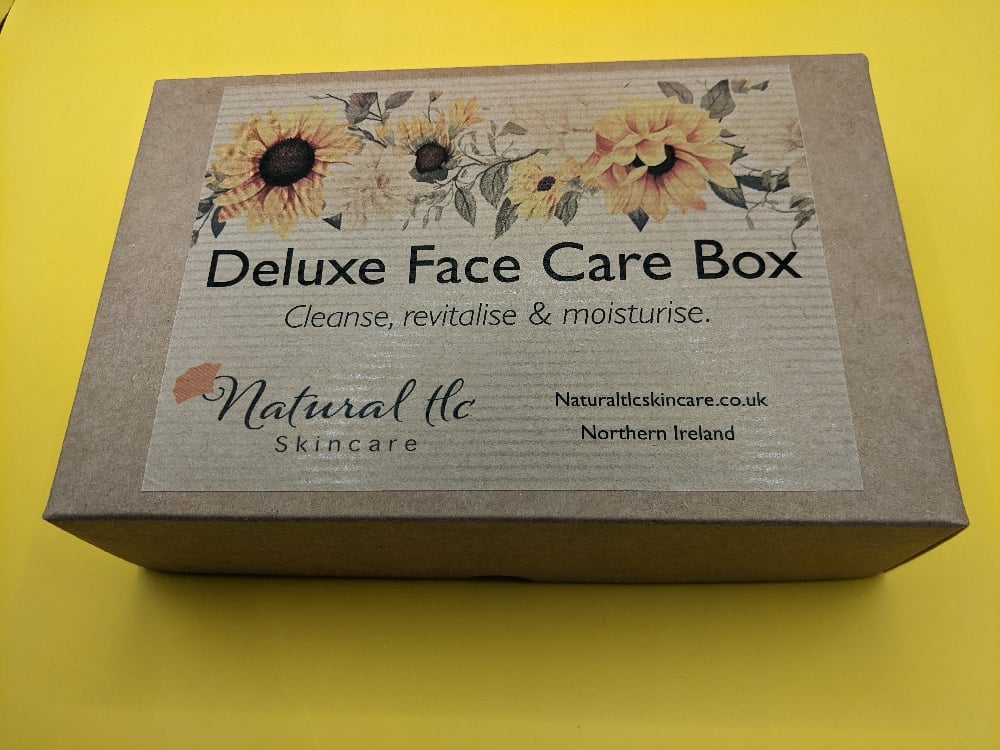 Deluxe Face Care Box
Cleanse, revitalise & moisturise.
Natural tlc
Skincare
Naturaltlcskincare.co.uk
Northern Ireland